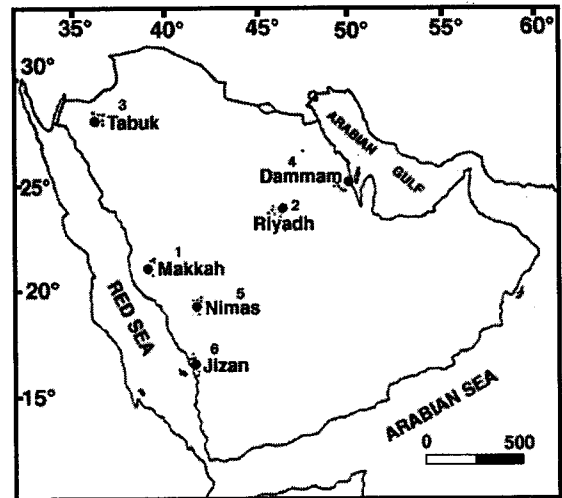 35° 40° 45° 50° 55° 60°
30°
3
Tabuk
ARABIAN
GULF
4
Dammam
25°
2
Riyadh
1
Makkah
20°
5
Nimas
RED SEA
6
Jizan
15°
ARABIAN SEA
0 500